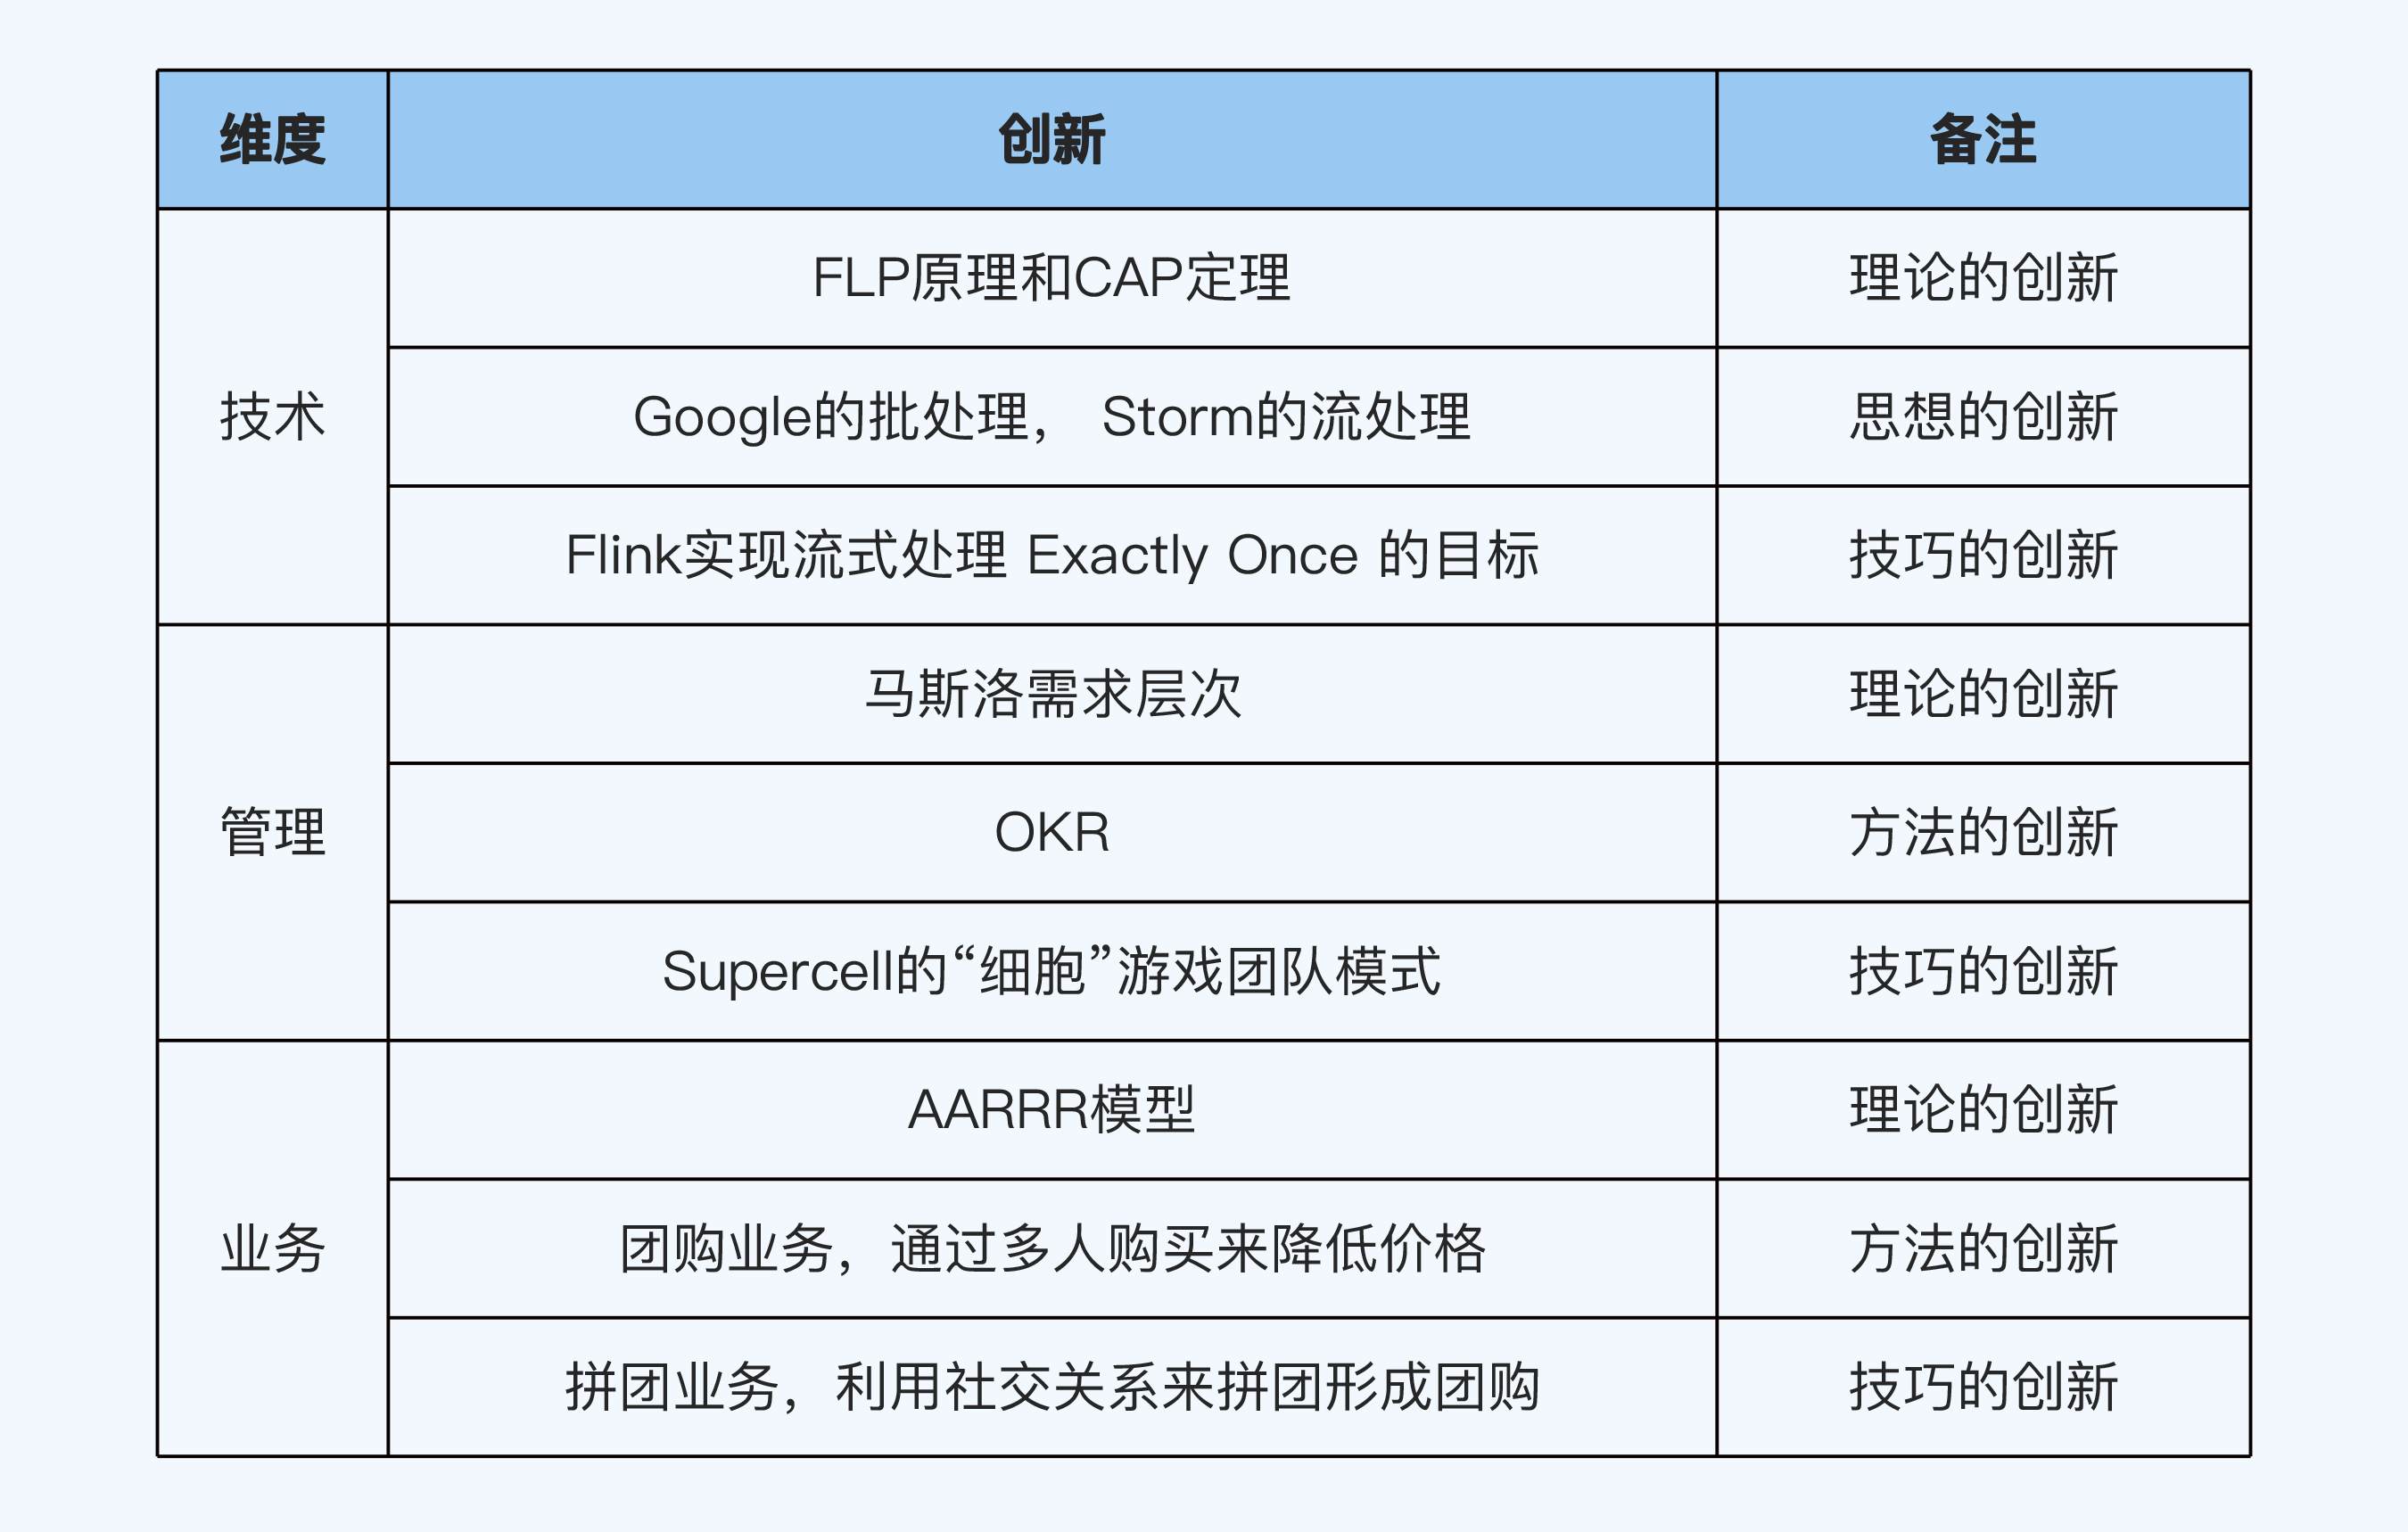 维度 创新 备注
技术
FLP原理和CAP定理 理论的创新
Google的批处理， Storm的流处理 思想的创新
Flink实现流式处理 Exactly Once 的目标 技巧的创新
管理
马斯洛需求层次 理论的创新
OKR 方法的创新
Supercell的“细胞”游戏团队模式 技巧的创新
业务
AARRR模型 理论的创新
团购业务，通过多人购买来降低价格 方法的创新
拼团业务，利用社交关系来拼团形成团购 技巧的创新